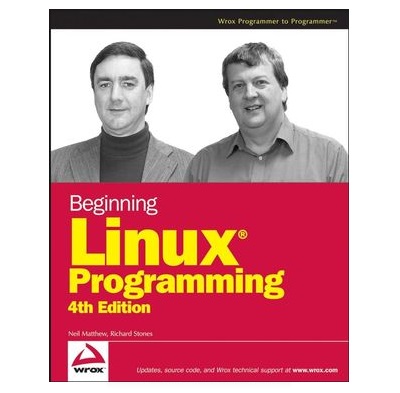 Wrox Programmer to Programmer™
Beginning
Linux®
Programming
4th Edition
Neil Matthew, Richard Stones
wrox
Updates, source code, and Wrox technical support at www.wrox.com